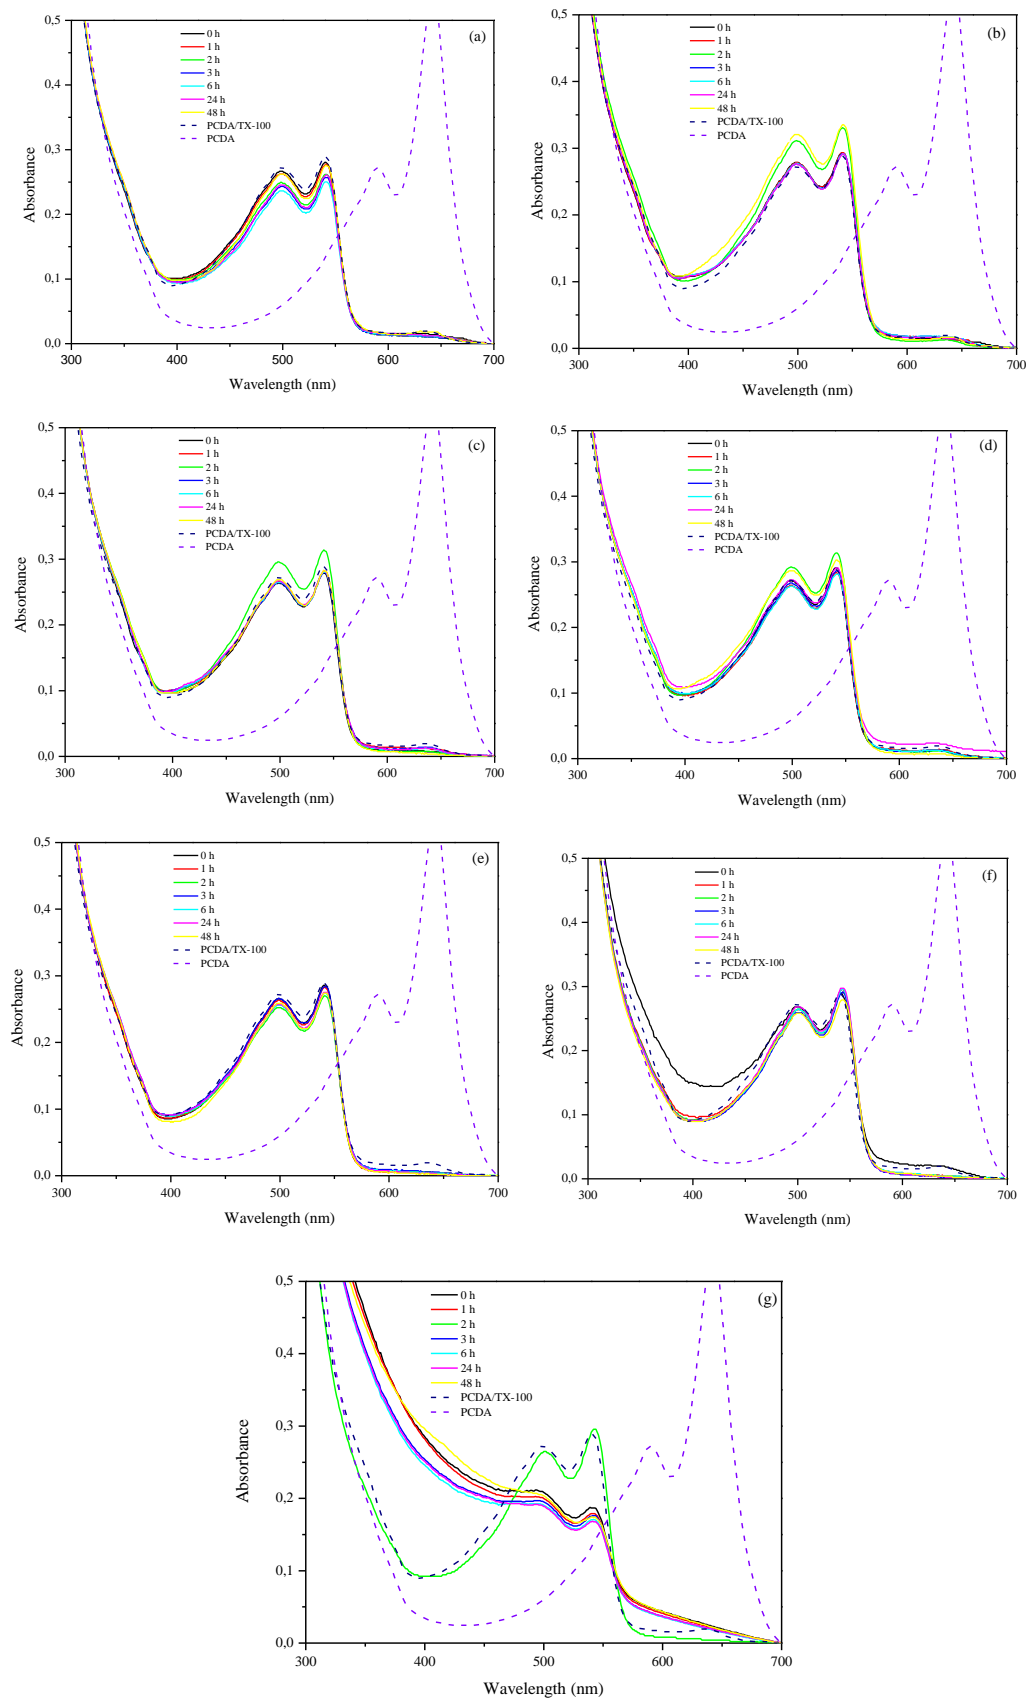 0,5
0,4
0,3
0,2
0,1
0,0
Absorbance
300 400 500 600 700
Wavelength (nm)
(a)
0 h
1 h
2 h
3 h
6 h
24 h
48 h
PCDA/TX-100
PCDA
0,5
0,4
0,3
0,2
0,1
0,0
Absorbance
300 400 500 600 700
Wavelength (nm)
(b)
0 h
1 h
2 h
3 h
6 h
24 h
48 h
PCDA/TX-100
PCDA
0,5
0,4
0,3
0,2
0,1
0,0
Absorbance
300 400 500 600 700
Wavelength (nm)
(c)
0 h
1 h
2 h
3 h
6 h
24 h
48 h
PCDA/TX-100
PCDA
0,5
0,4
0,3
0,2
0,1
0,0
Absorbance
300 400 500 600 700
Wavelength (nm)
(d)
0 h
1 h
2 h
3 h
6 h
24 h
48 h
PCDA/TX-100
PCDA
0,5
0,4
0,3
0,2
0,1
0,0
Absorbance
300 400 500 600 700
Wavelength (nm)
(e)
0 h
1 h
2 h
3 h
6 h
24 h
48 h
PCDA/TX-100
PCDA
0,5
0,4
0,3
0,2
0,1
0,0
Absorbance
300 400 500 600 700
Wavelength (nm)
(f)
0 h
1 h
2 h
3 h
6 h
24 h
48 h
PCDA/TX-100
PCDA
0,5
0,4
0,3
0,2
0,1
0,0
Absorbance
300 400 500 600 700
Wavelength (nm)
(g)
0 h
1 h
2 h
3 h
6 h
24 h
48 h
PCDA/TX-100
PCDA